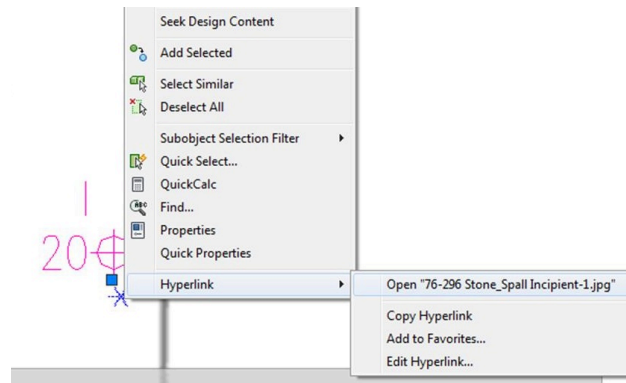 Seek Design Content
Add Selected
Select Similar
Deselect All
Subobject Selection Filter
Quick Select...
QuickCalc
Find...
Properties
Quick Properties
Hyperlink
Open "76-296 Stone_Spall Incipient-1.jpg"
Copy Hyperlink
Add to Favorites...
Edit Hyperlink...
20